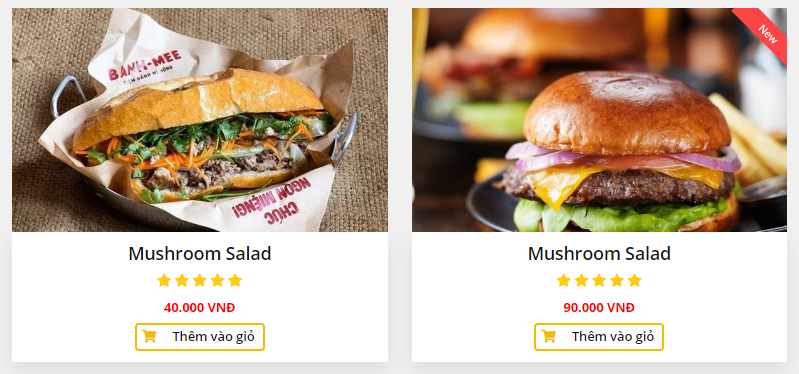 BÁNH-MEE
CHÚC
NGON MIỆNG!
New
Mushroom Salad
40.000 VNĐ
Thêm vào giỏ
Mushroom Salad
90.000 VNĐ
Thêm vào giỏ